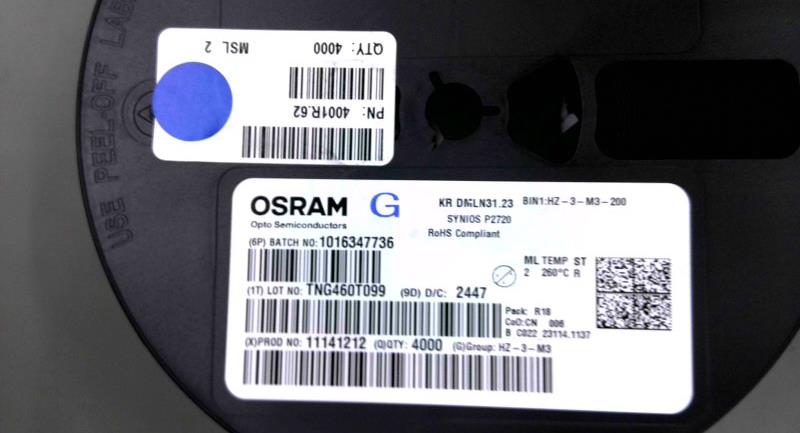 USE PEEL-OFF LAB
QTY: 4000 MSL 2
PN: 4001R.62
OSRAM G
Opto Semiconductors
KR DMLN31.23 BIN1:HZ-3-M3-200
SYNIOS P2720
RoHS Compliant
(6P) BATCH NO:1016347736
ML TEMP ST
2 260°C R
(1T) LOT NO: TNG460T099 (9D) D/C: 2447
Pack: R18
CoO:CN 006
B C022 23114.1137
(X)PROD NO: 11141212 (Q)QTY: 4000 (G)Group: HZ-3-M3